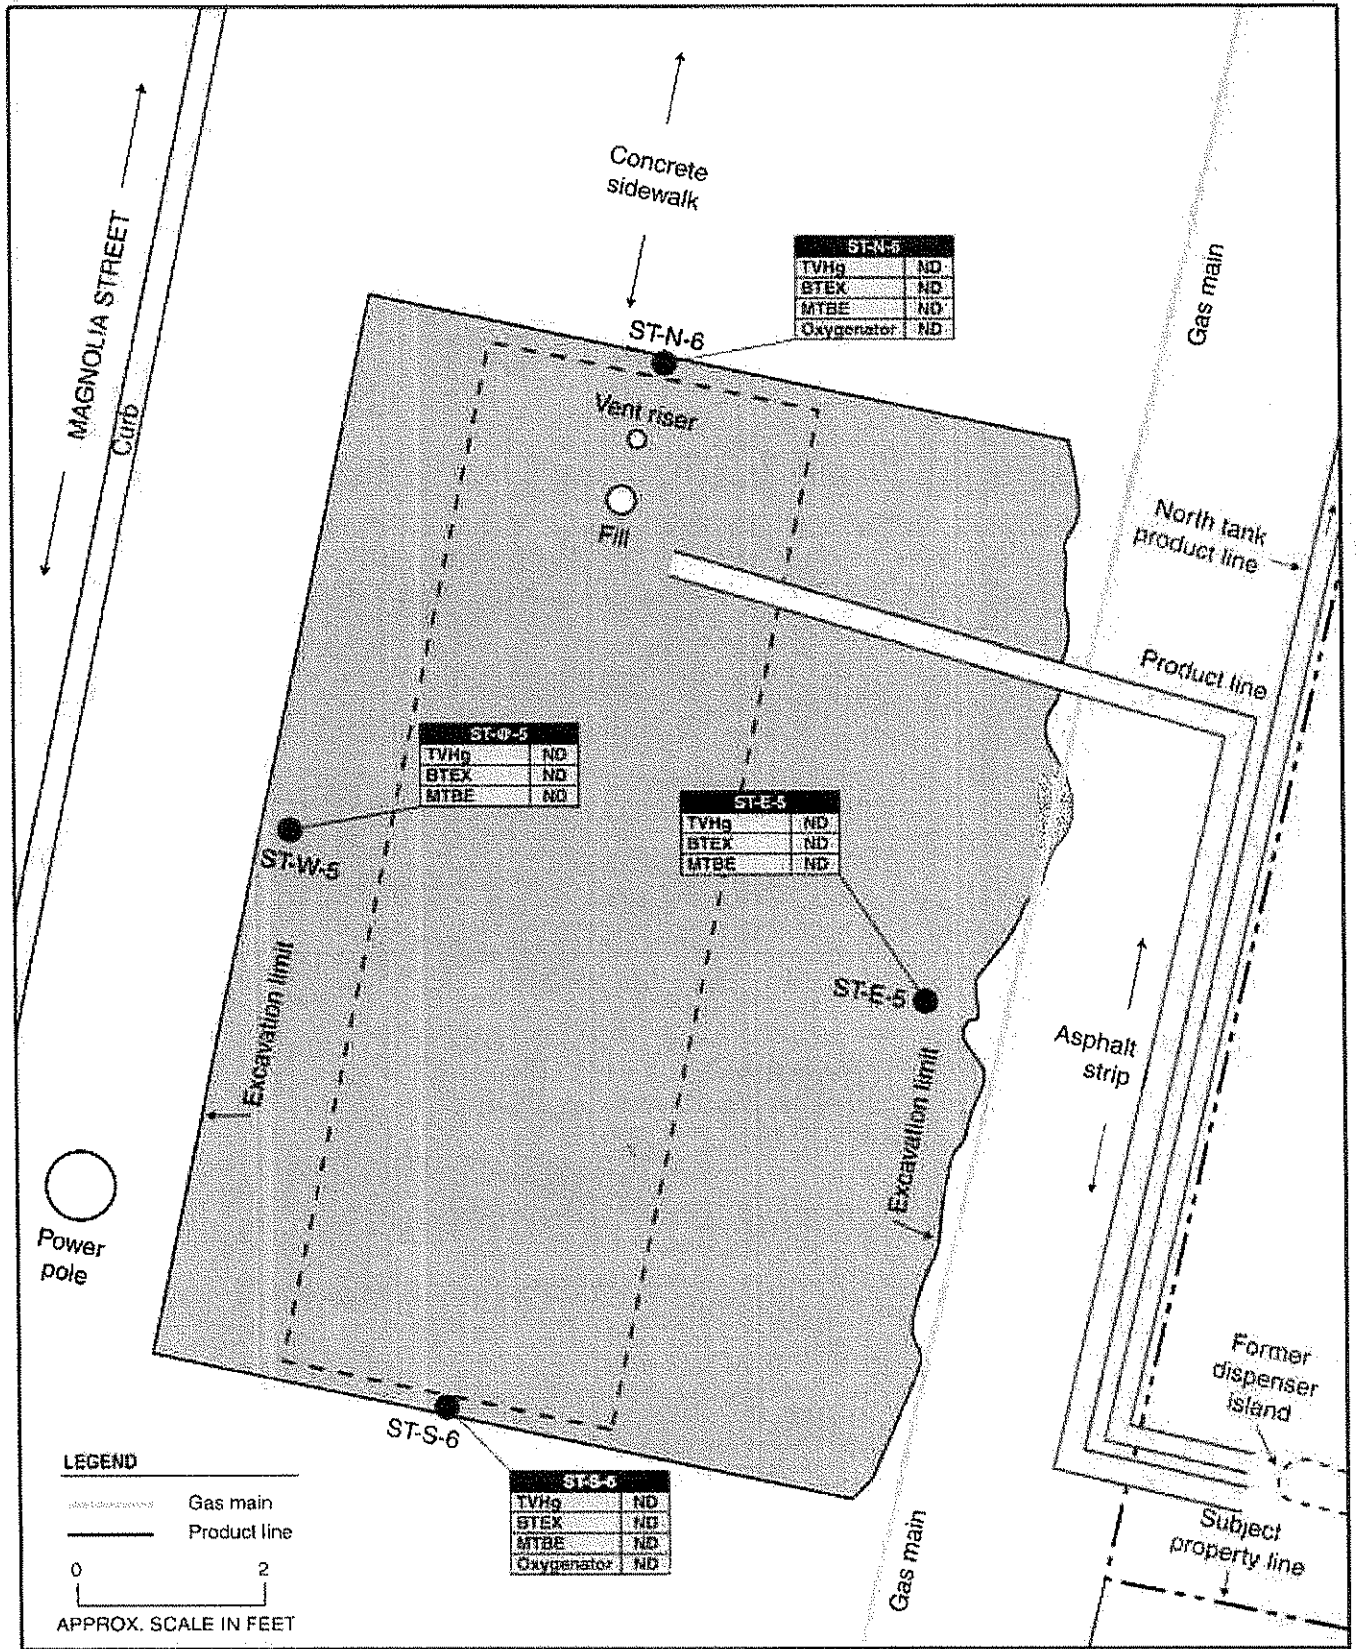 MAGNOLIA STREET
Curb
Concrete
sidewalk
Gas main
ST-N-6
TVHg ND
BTEX ND
MTBE ND
Oxygenator ND
ST-N-6
Vent riser
Fill
North tank
product line
Product line
TVHg ND
BTEX ND
MTBE ND
ST-W-5
ST-E-5
TVHg ND
BTEX ND
MTBE ND
ST-E-5
Excavation limit
Excavation limit
Asphalt
strip
Power
pole
Former
dispenser
island
ST-S-6
TVHg ND
BTEX ND
MTBE ND
Oxygenator ND
Subject
property line
Gas main
LEGEND
Gas main
Product line
0 2
APPROX. SCALE IN FEET